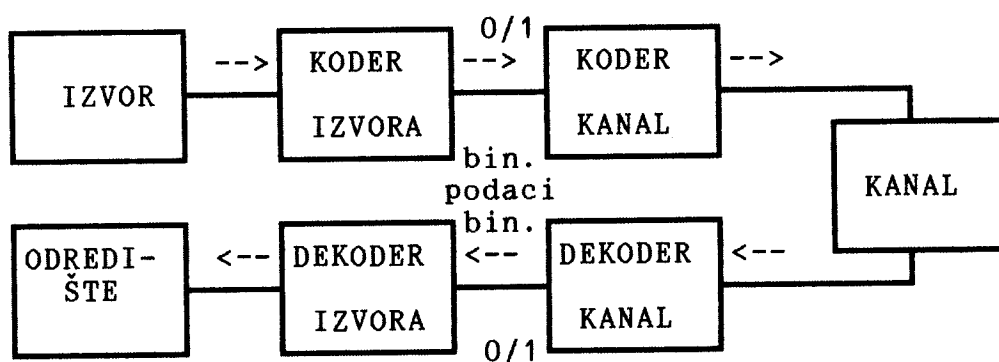 0/1
IZVOR
-->
KODER
IZVORA
-->
KODER
KANAL
-->
KANAL
bin.
podaci
bin.
ODREDI-
ŠTE
<--
DEKODER
IZVORA
<--
DEKODER
KANAL
<--
0/1